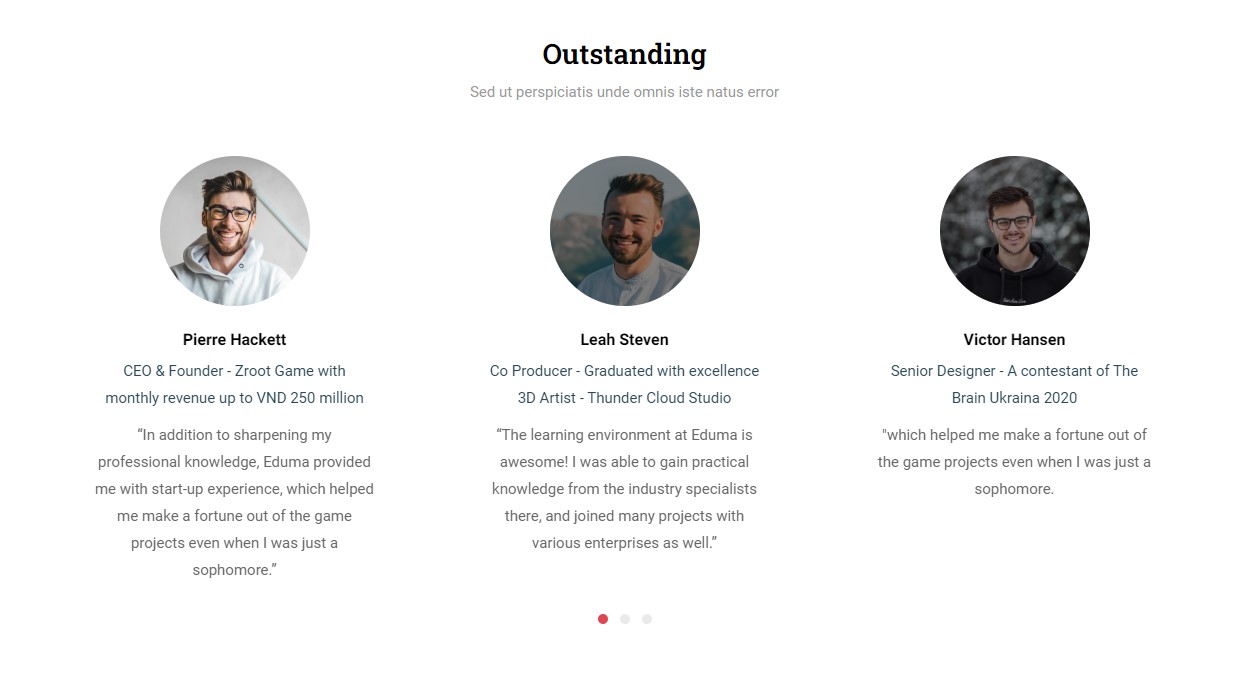 Outstanding
Sed ut perspiciatis unde omnis iste natus error
Pierre Hackett
CEO & Founder - Zroot Game with
monthly revenue up to VND 250 million
“In addition to sharpening my
professional knowledge, Eduma provided
me with start-up experience, which helped
me make a fortune out of the game
projects even when I was just a
sophomore.”
Leah Steven
Co Producer - Graduated with excellence
3D Artist - Thunder Cloud Studio
“The learning environment at Eduma is
awesome! I was able to gain practical
knowledge from the industry specialists
there, and joined many projects with
various enterprises as well.”
Victor Hansen
Senior Designer - A contestant of The
Brain Ukraina 2020
"which helped me make a fortune out of
the game projects even when I was just a
sophomore.